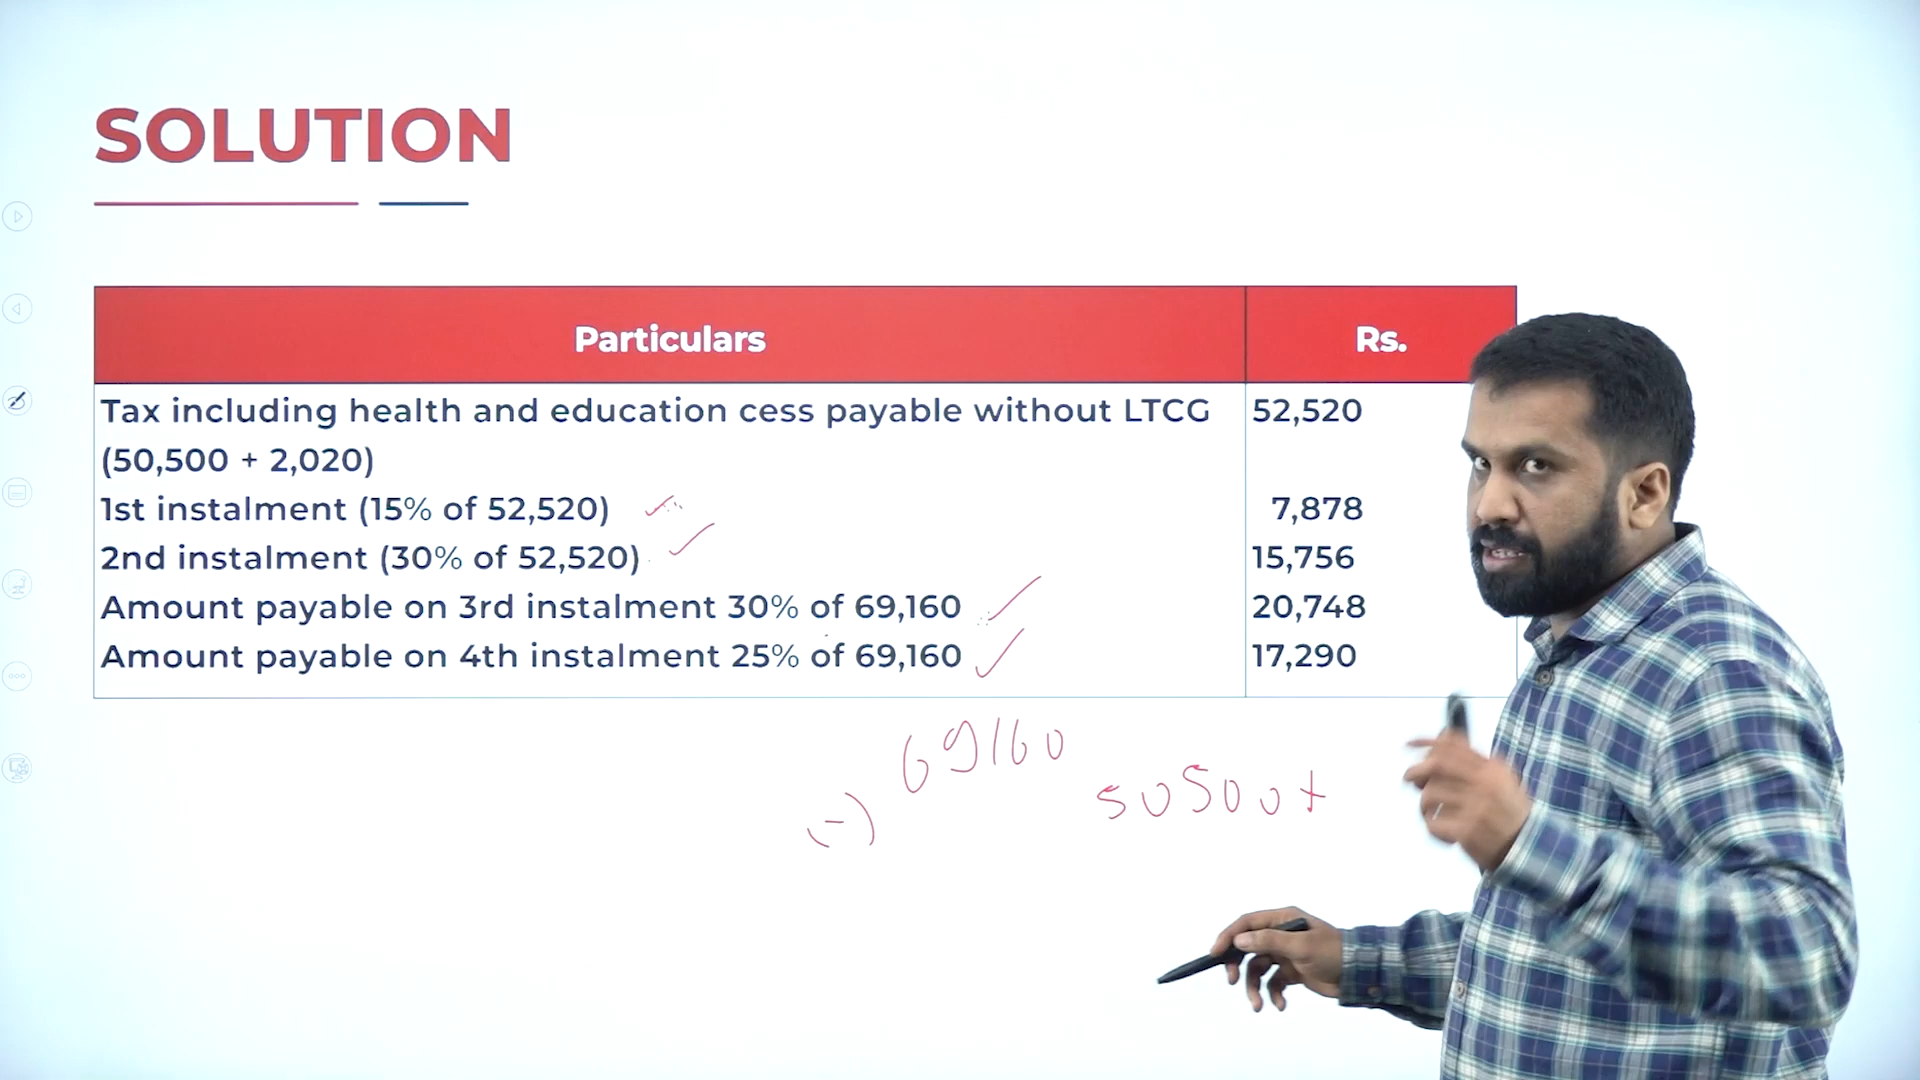 SOLUTION
Particulars Rs.
Tax including health and education cess payable without LTCG 52,520
(50,500 + 2,020)
1st instalment (15% of 52,520) 7,878
2nd instalment (30% of 52,520) 15,756
Amount payable on 3rd instalment 30% of 69,160 20,748
Amount payable on 4th instalment 25% of 69,160 17,290
69160
(-) 50500+